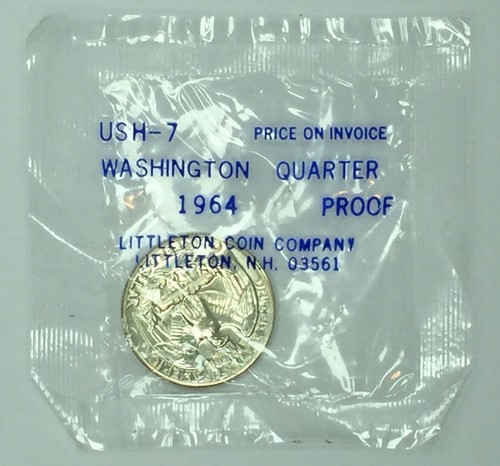 USH-7 PRICE ON INVOICE
WASHINGTON QUARTER
1964 PROOF
LITTLETON COIN COMPANY
LITTLETON, N.H. 03561